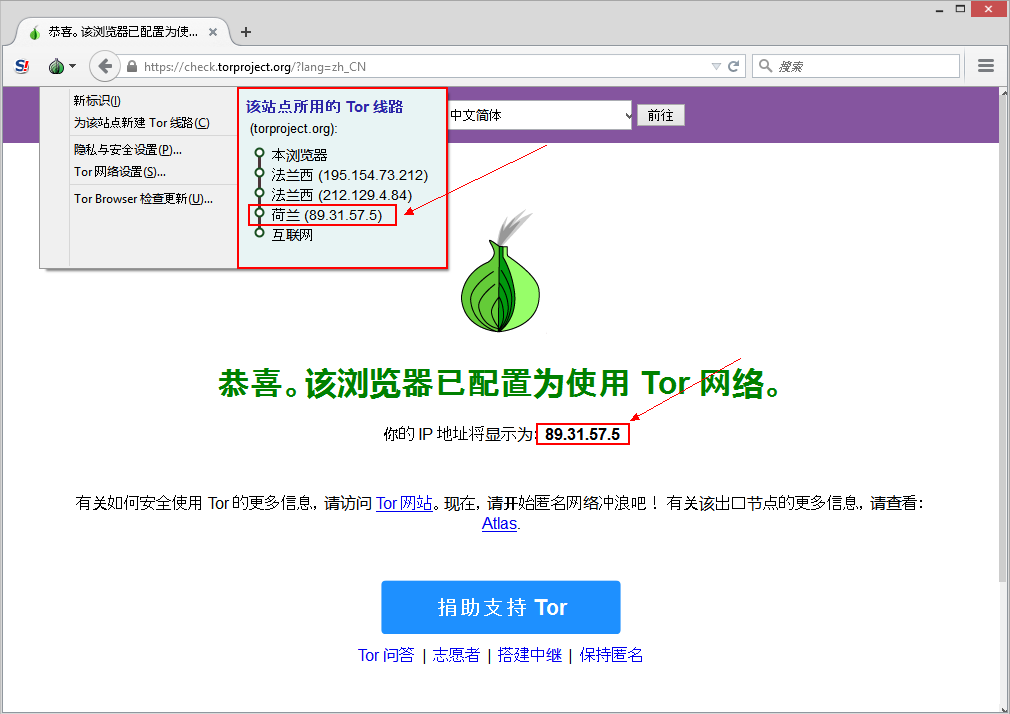 恭喜。该浏览器已配置为使用...
https://check.torproject.org/?lang=zh_CN
搜索
新标识(I)
为该站点新建 Tor 线路(C)
隐私与安全设置(P)...
Tor 网络设置(S)...
Tor Browser 检查更新(U)...
该站点所用的 Tor 线路
(torproject.org):
本浏览器
法兰西 (195.154.73.212)
法兰西 (212.129.4.84)
荷兰 (89.31.57.5)
互联网
中文简体
前往
恭喜。该浏览器已配置为使用 Tor 网络。
你的 IP 地址将显示为: 89.31.57.5
有关如何安全使用 Tor 的更多信息, 请访问 Tor 网站。现在, 请开始匿名网络冲浪吧！ 有关该出口节点的更多信息, 请查看:
Atlas.
捐助支持 Tor
Tor 问答 | 志愿者 | 搭建中继 | 保持匿名